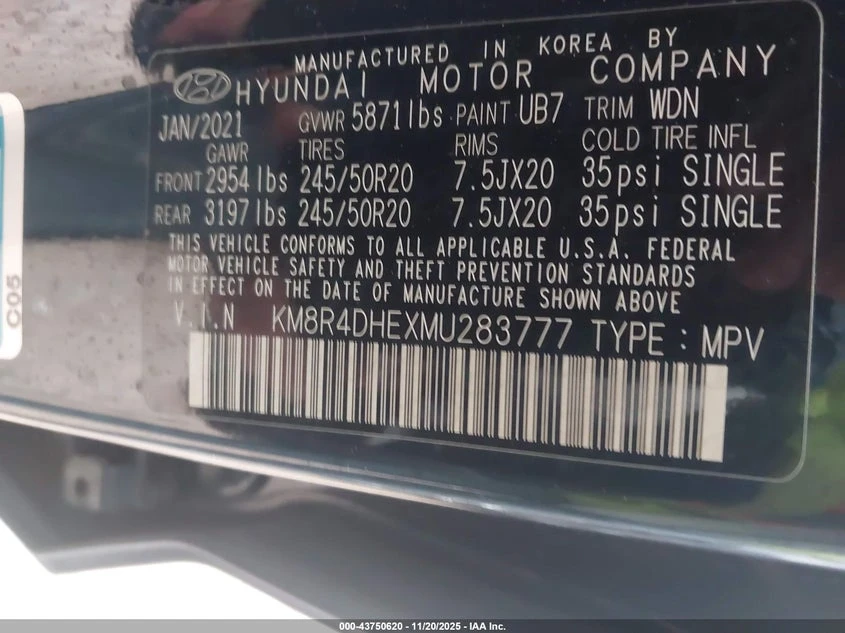 MANUFACTURED IN KOREA BY
HYUNDAI MOTOR COMPANY
JAN/2021 GVWR 5871lbs PAINT UB7 TRIM WDN
GAWR TIRES RIMS COLD TIRE INFL
FRONT 2954lbs 245/50R20 7.5JX20 35psi SINGLE
REAR 3197lbs 245/50R20 7.5JX20 35psi SINGLE
THIS VEHICLE CONFORMS TO ALL APPLICABLE U.S.A. FEDERAL
MOTOR VEHICLE SAFETY AND THEFT PREVENTION STANDARDS
IN EFFECT ON THE DATE OF MANUFACTURE SHOWN ABOVE
V.I.N KM8R4DHEXMU283777 TYPE : MPV
C05
000-43750620 - 11/20/2025 - IAA Inc.